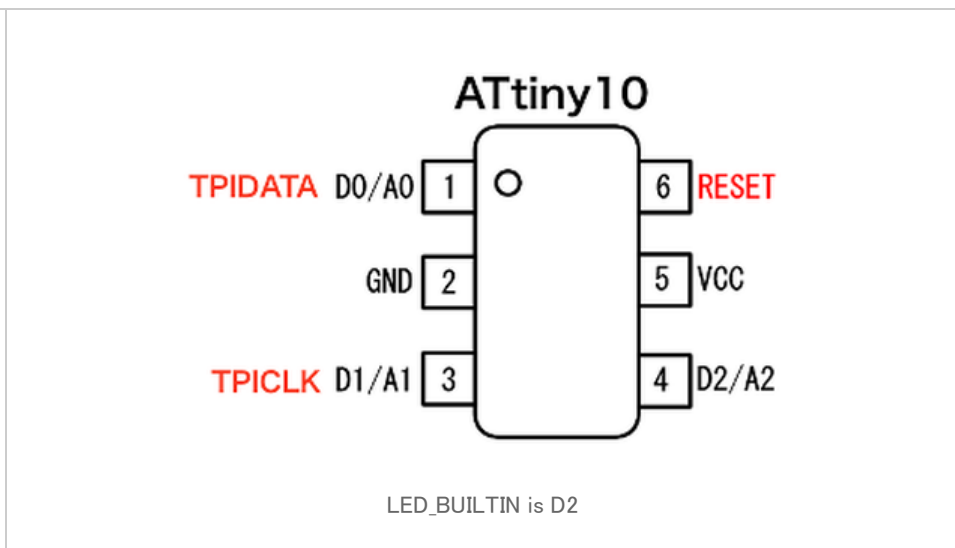 ATtiny10
TPIDATA D0/A0 1 6 RESET
GND 2 5 VCC
TPICLK D1/A1 3 4 D2/A2
LED_BUILTIN is D2